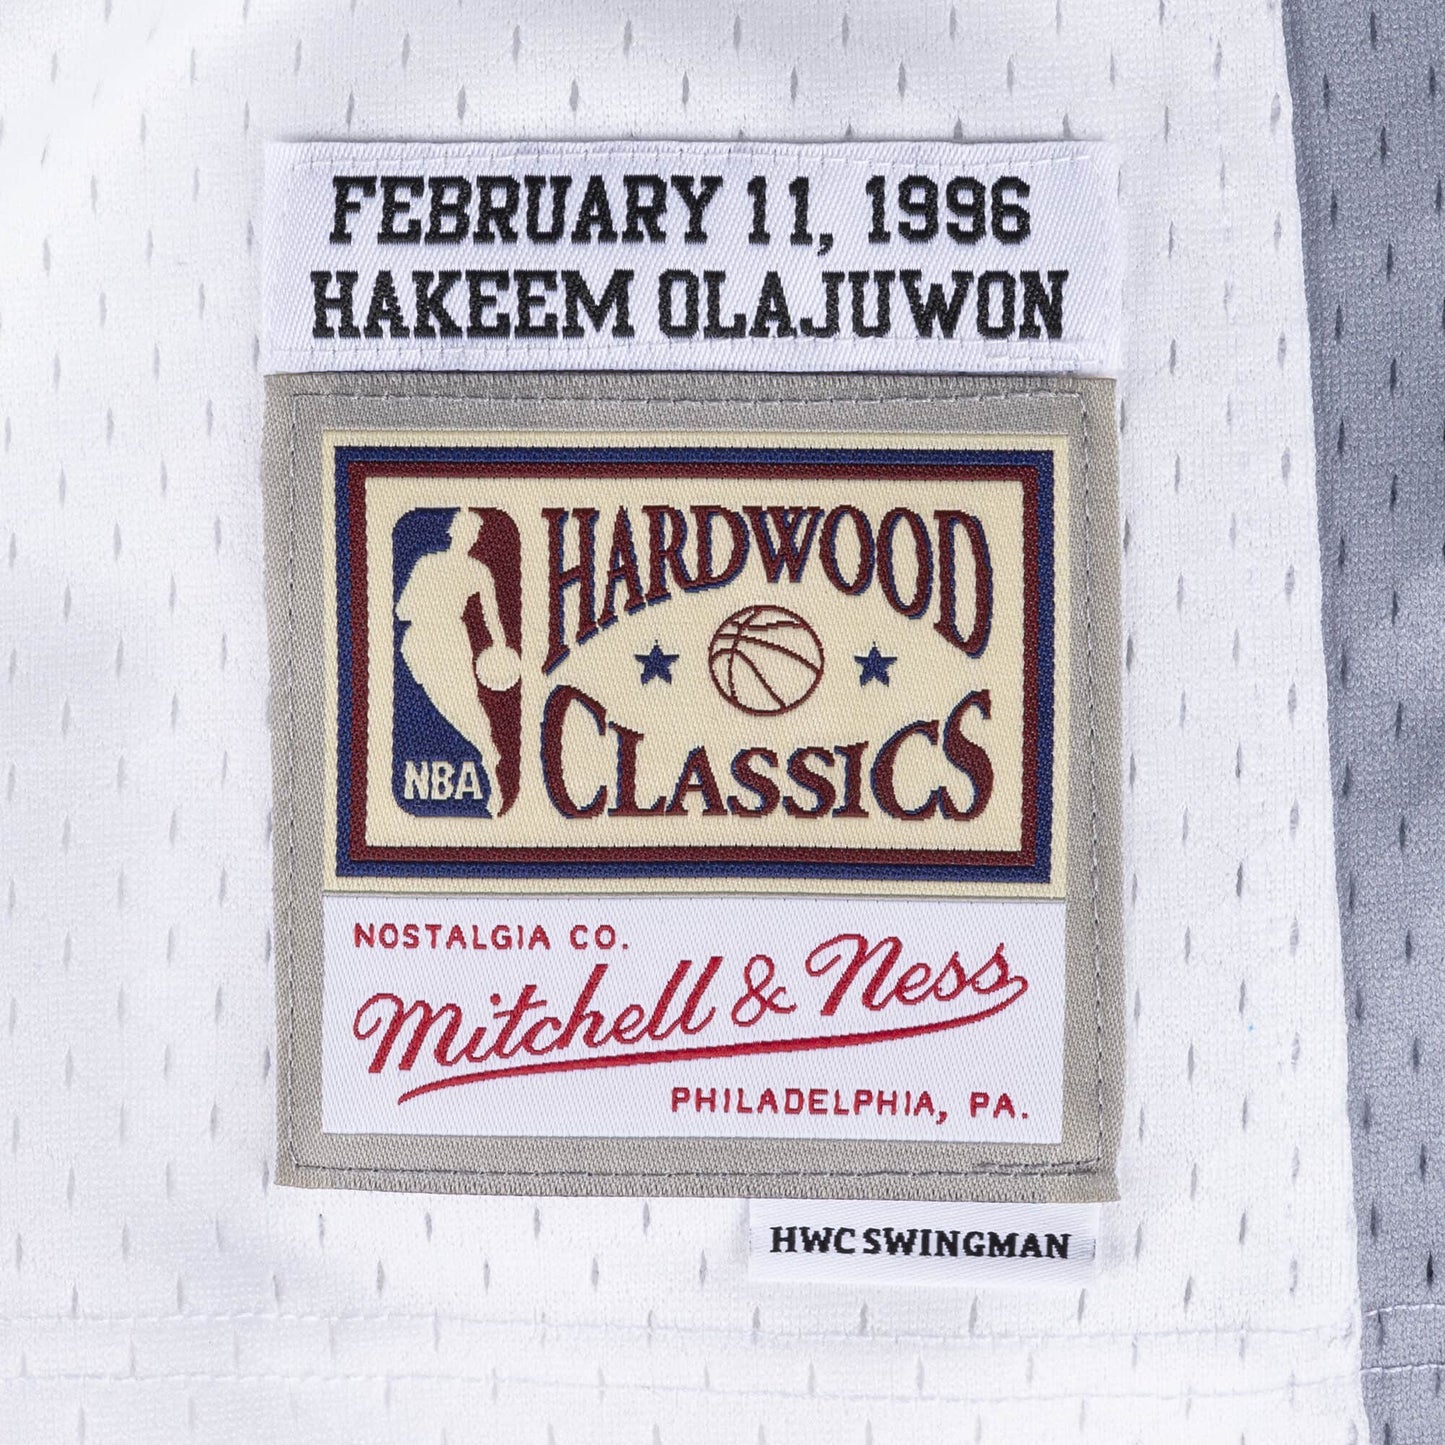 FEBRUARY 11, 1996
HAKEEM OLAJUWON
HARDWOOD
CLASSICS
NBA
NOSTALGIA CO.
Mitchell & Ness
PHILADELPHIA, PA.
HWC SWINGMAN